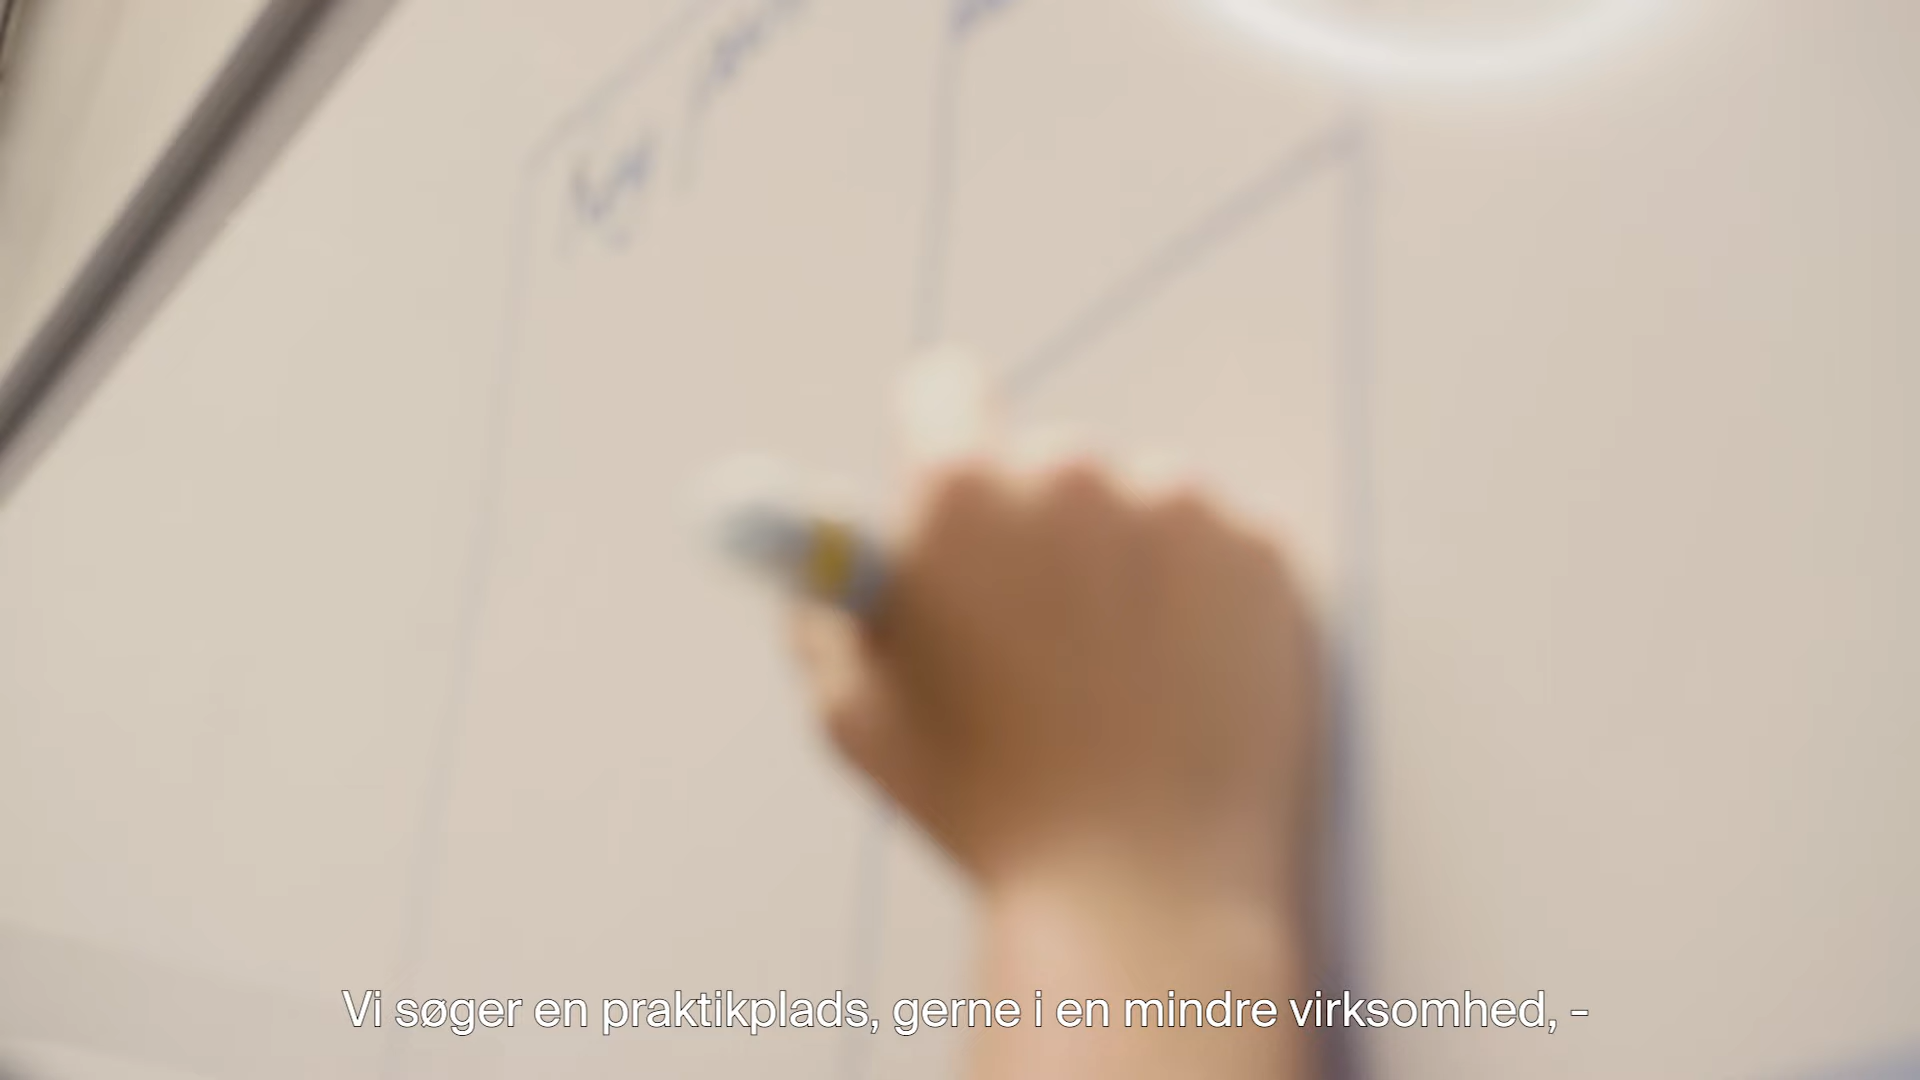 Vi søger en praktikplads, gerne i en mindre virksomhed, -